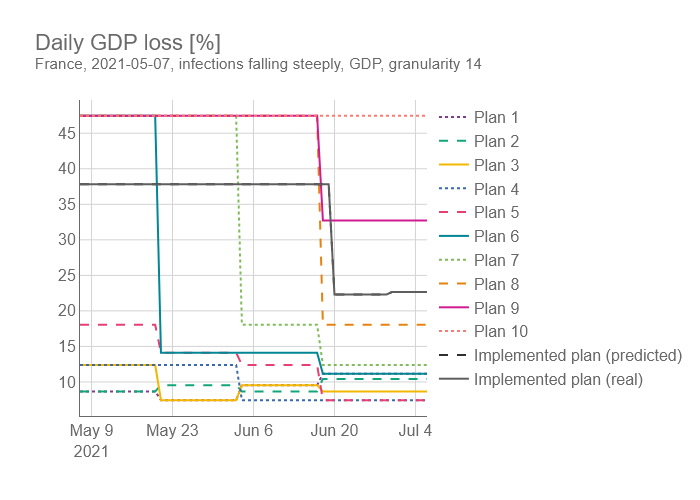 Daily GDP loss [%]
France, 2021-05-07, infections falling steeply, GDP, granularity 14
45
40
35
30
25
20
15
10
May 9
2021
May 23
Jun 6
Jun 20
Jul 4
Plan 1
Plan 2
Plan 3
Plan 4
Plan 5
Plan 6
Plan 7
Plan 8
Plan 9
Plan 10
Implemented plan (predicted)
Implemented plan (real)